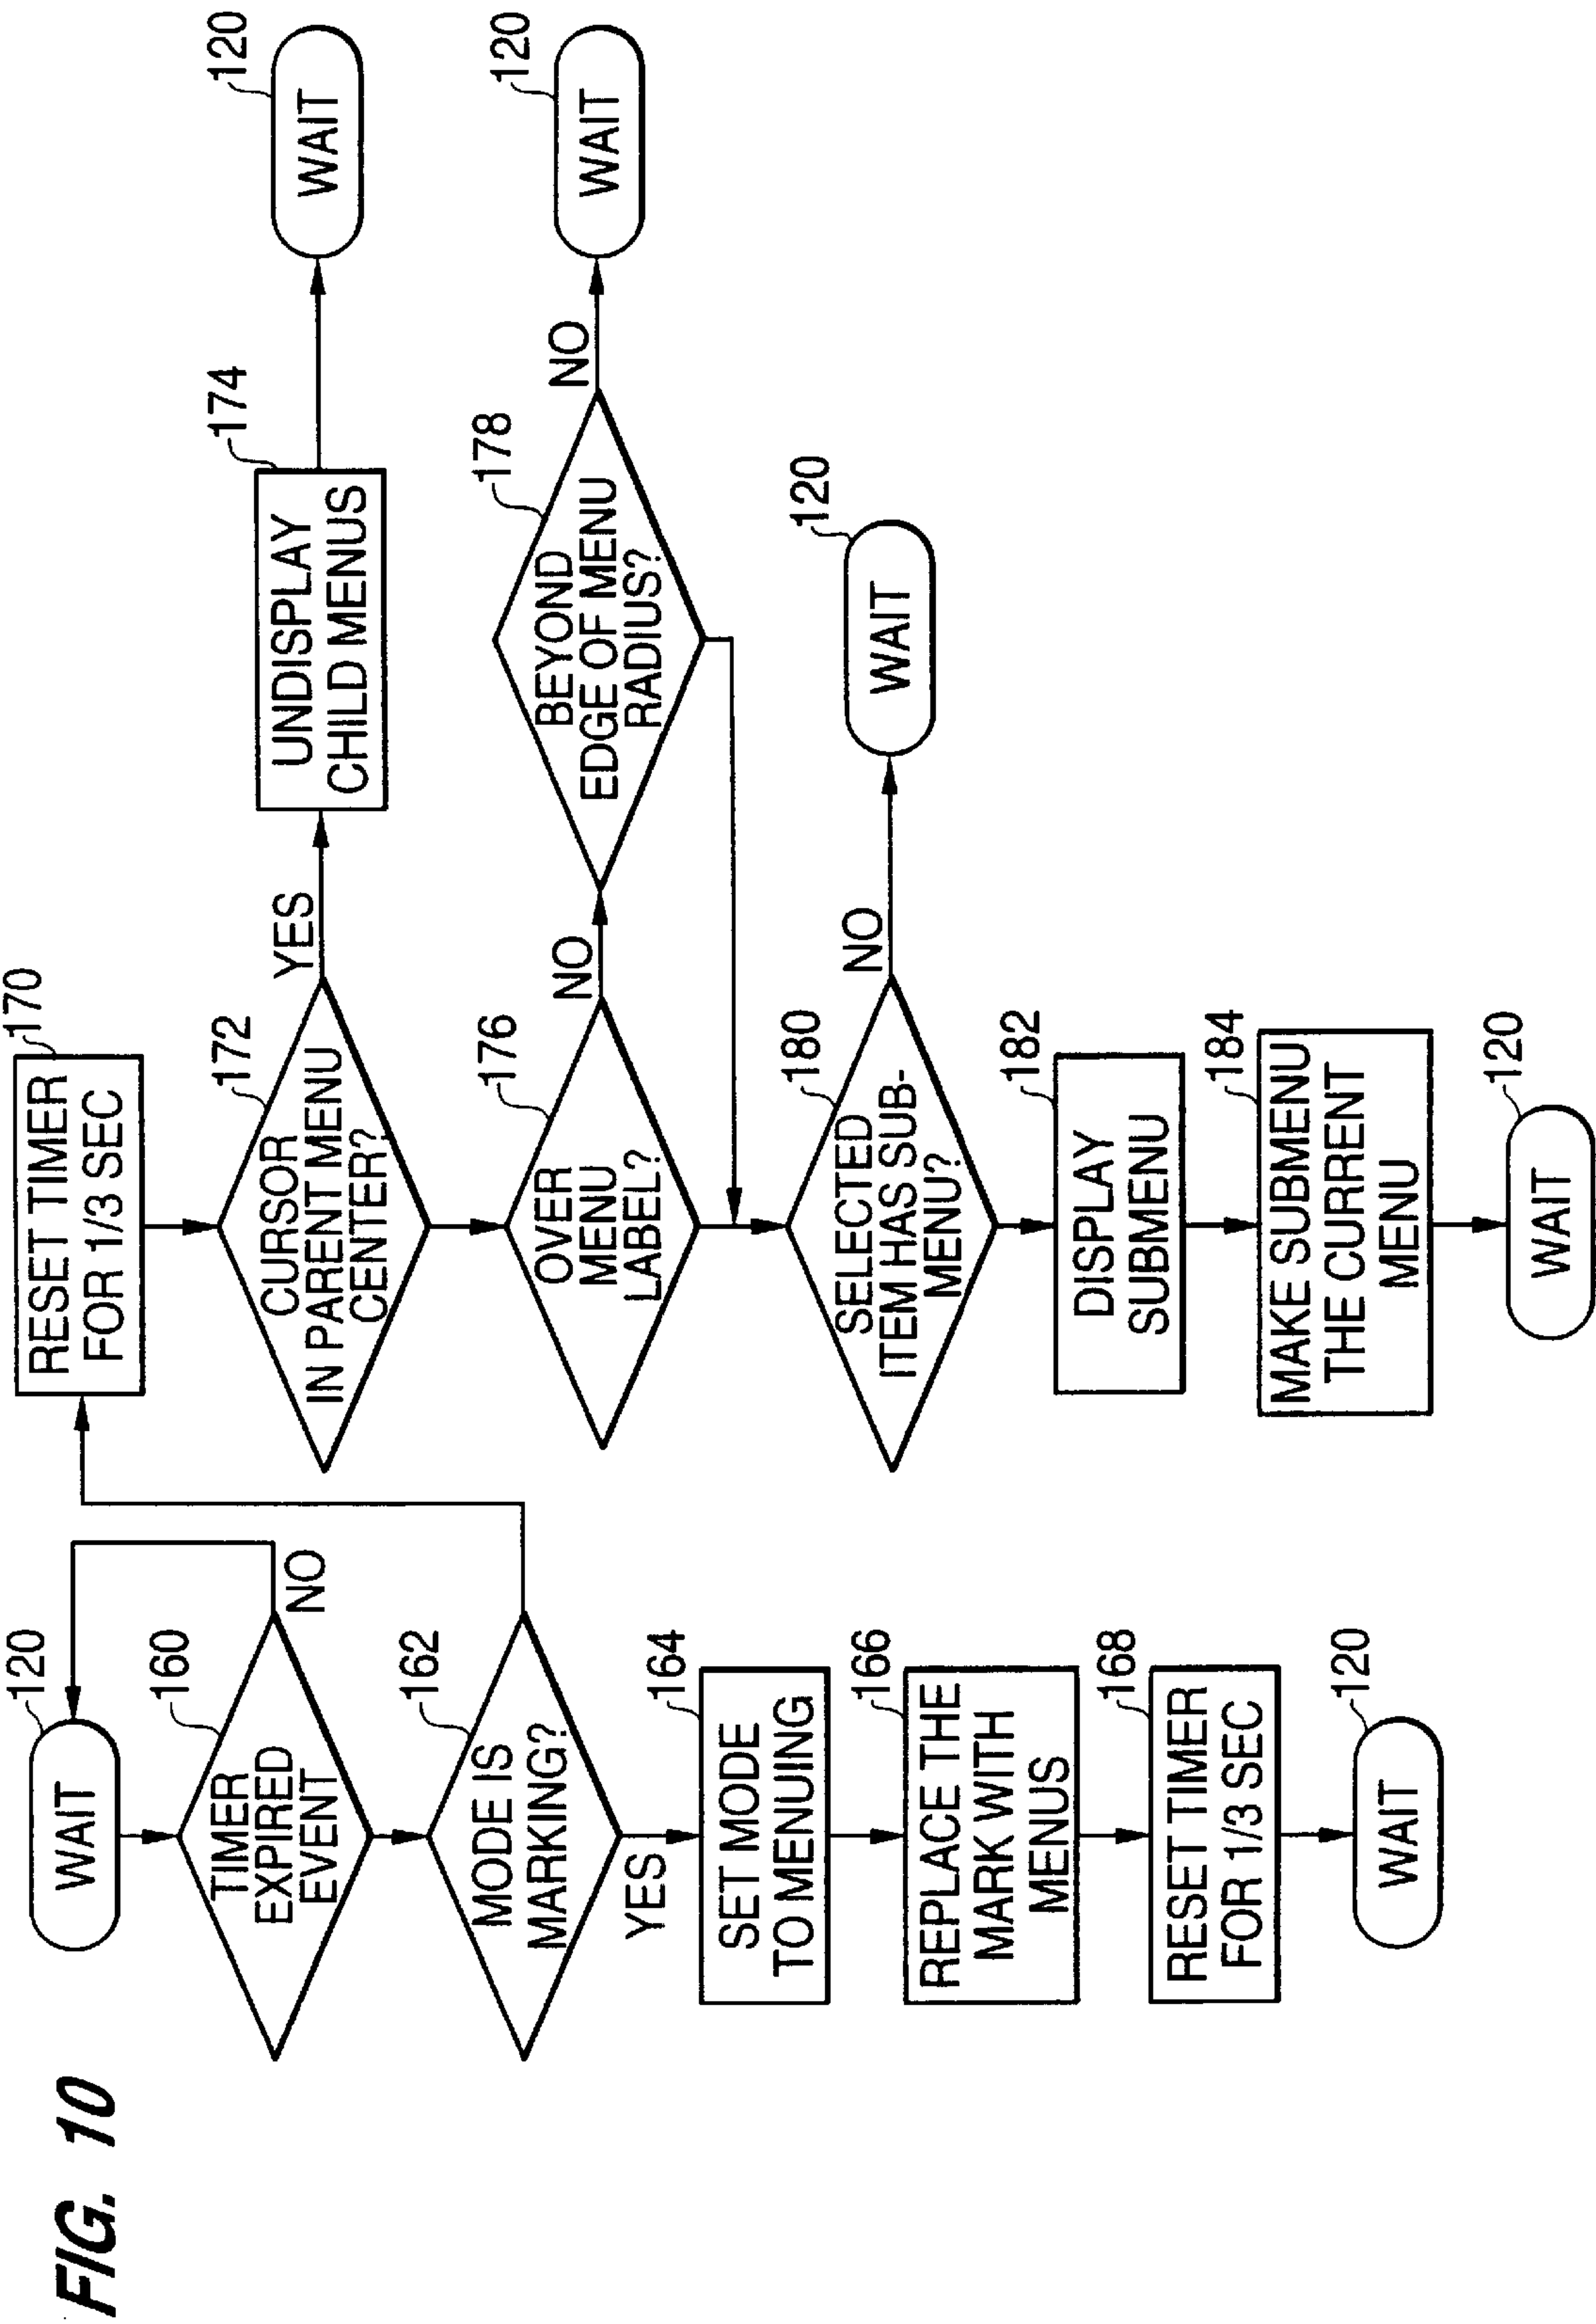 FIG. 10
120
WAIT
160
TIMER
EXPIRED
EVENT
NO
162
MODE IS
MARKING?
YES
164
SET MODE
TO MENUING
166
REPLACE THE
MARK WITH
MENUS
168
RESET TIMER
FOR 1/3 SEC
120
WAIT
170
RESET TIMER
FOR 1/3 SEC
172
CURSOR
IN PARENT MENU
CENTER?
YES
174
UNDISPLAY
CHILD MENUS
120
WAIT
176
OVER
MENU
LABEL?
NO
178
BEYOND
EDGE OF MENU
RADIUS?
NO
120
WAIT
180
SELECTED
ITEM HAS SUB-
MENU?
NO
120
WAIT
182
DISPLAY
SUBMENU
184
MAKE SUBMENU
THE CURRENT
MENU
120
WAIT